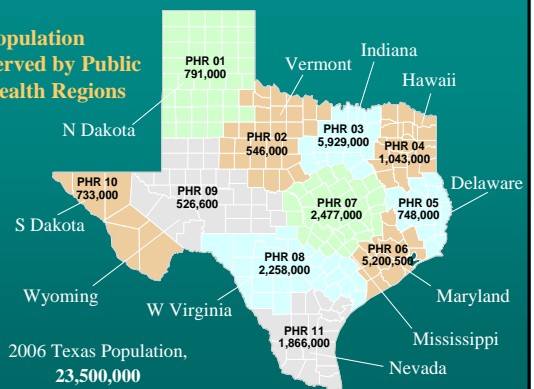 opulation
erved by Public
ealth Regions
Indiana
Vermont
Hawaii
PHR 01
791,000
N Dakota
PHR 02
546,000
PHR 03
5,929,000
PHR 04
1,043,000
Delaware
PHR 10
733,000
PHR 09
526,600
PHR 07
2,477,000
PHR 05
748,000
S Dakota
PHR 08
2,258,000
PHR 06
5,200,500
Wyoming
W Virginia
Maryland
Mississippi
PHR 11
1,866,000
Nevada
2006 Texas Population,
23,500,000